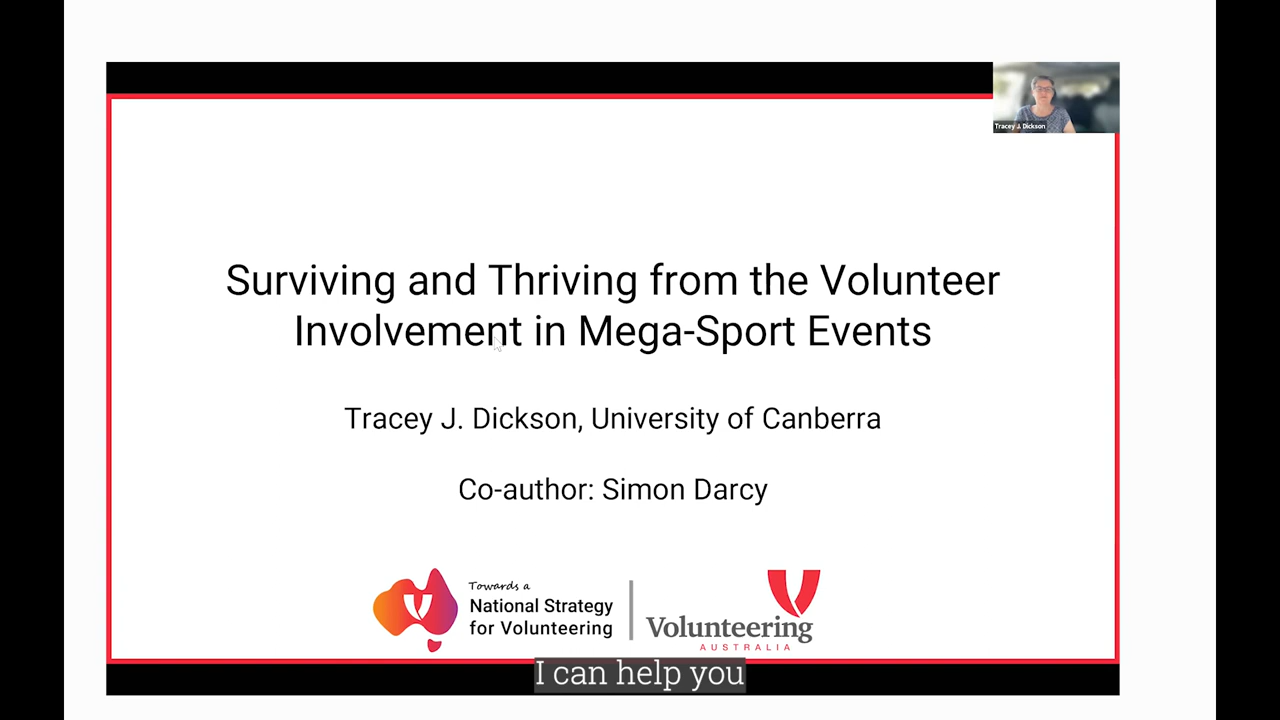 Tracey J. Dickson
Surviving and Thriving from the Volunteer
Involvement in Mega-Sport Events
Tracey J. Dickson, University of Canberra
Co-author: Simon Darcy
Towards a
National Strategy
for Volunteering
Volunteering
AUSTRALIA
I can help you